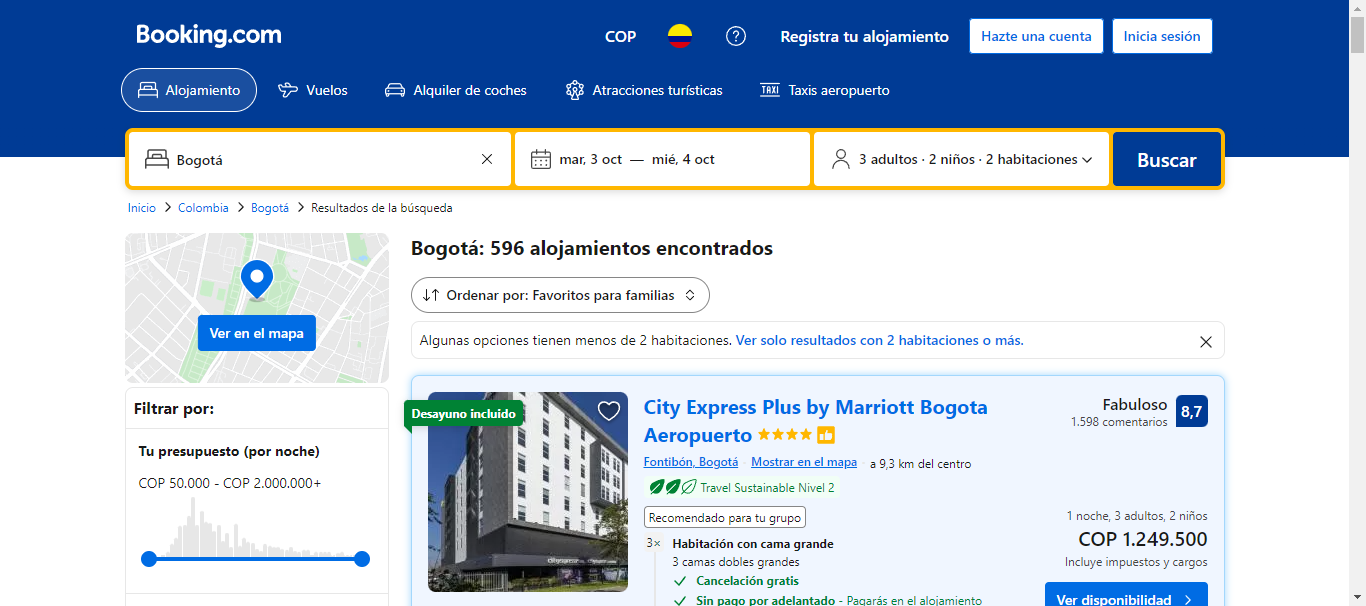 Booking.com
COP
Registra tu alojamiento
Hazte una cuenta
Inicia sesión
Alojamiento
Vuelos
Alquiler de coches
Atracciones turísticas
TAXI
Taxis aeropuerto
Bogotá
mar, 3 oct — mié, 4 oct
3 adultos · 2 niños · 2 habitaciones
Buscar
Inicio > Colombia > Bogotá > Resultados de la búsqueda
Ver en el mapa
Filtrar por:
Tu presupuesto (por noche)
COP 50.000 - COP 2.000.000+
Bogotá: 596 alojamientos encontrados
Ordenar por: Favoritos para familias
Algunas opciones tienen menos de 2 habitaciones. Ver solo resultados con 2 habitaciones o más.
Desayuno incluido
City Express Plus by Marriott Bogota
Aeropuerto
Fabuloso
1.598 comentarios
8,7
Fontibón, Bogotá
Mostrar en el mapa
a 9,3 km del centro
Travel Sustainable Nivel 2
Recomendado para tu grupo
3×
Habitación con cama grande
3 camas dobles grandes
Cancelación gratis
Sin pago por adelantado - Pagarás en el alojamiento
1 noche, 3 adultos, 2 niños
COP 1.249.500
Incluye impuestos y cargos
Ver disponibilidad